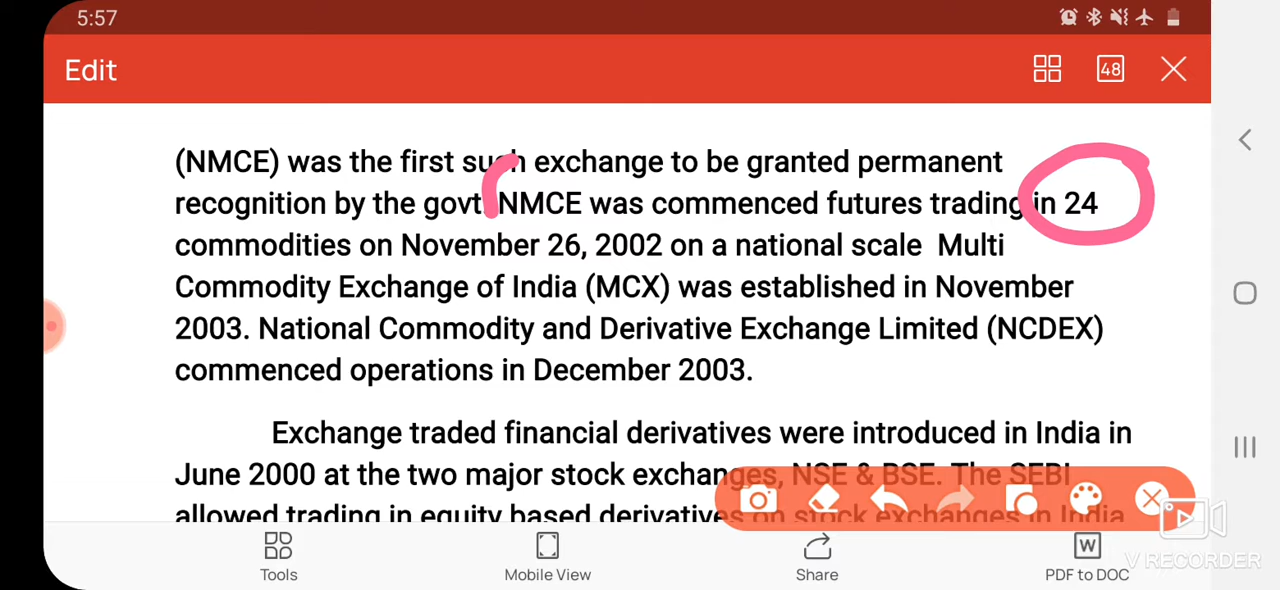 5:57
Edit
48
(NMCE) was the first such exchange to be granted permanent
recognition by the govt. NMCE was commenced futures trading in 24
commodities on November 26, 2002 on a national scale Multi
Commodity Exchange of India (MCX) was established in November
2003. National Commodity and Derivative Exchange Limited (NCDEX)
commenced operations in December 2003.
Exchange traded financial derivatives were introduced in India in
June 2000 at the two major stock exchanges, NSE & BSE. The SEBI
allowed trading in equity based derivatives on stock exchanges in India
Tools
Mobile View
Share
W
PDF to DOC
V RECORDER